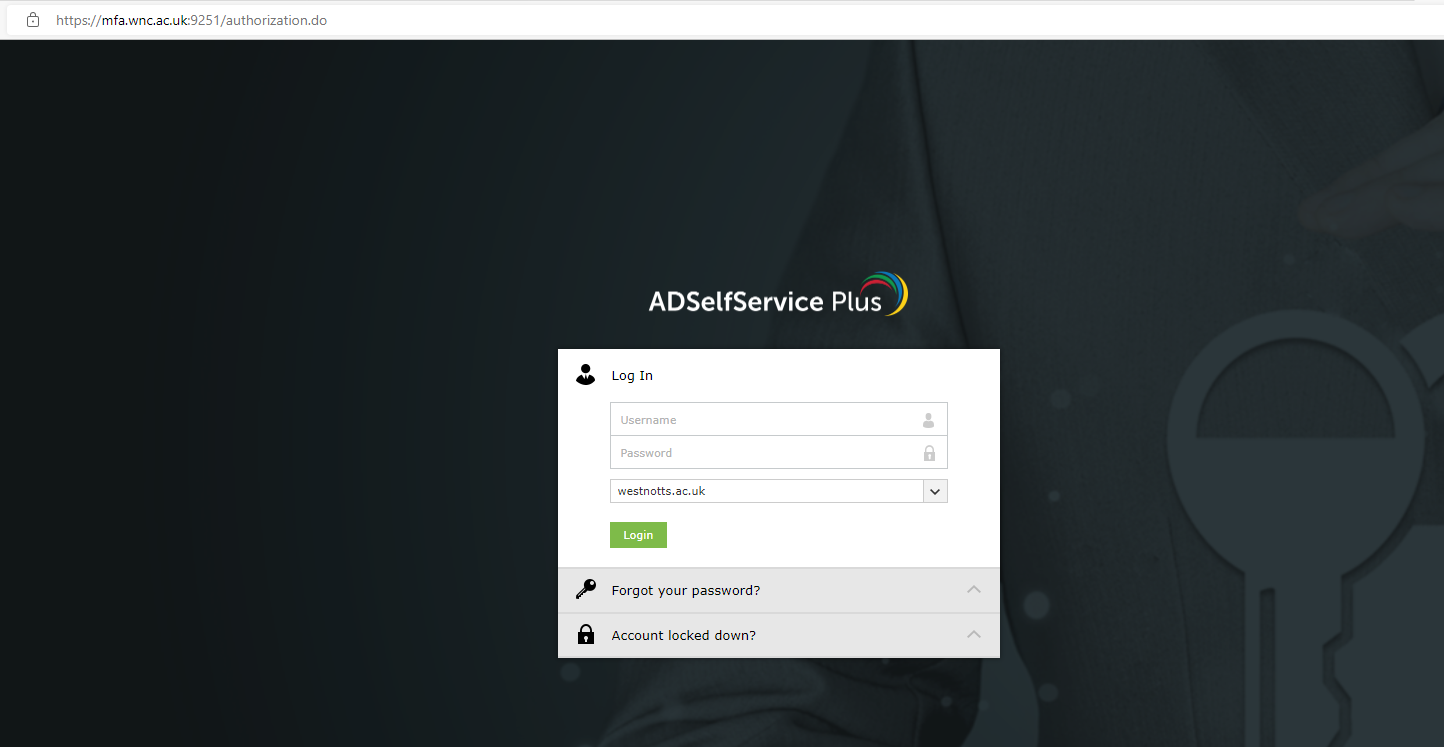 https://mfa.wnc.ac.uk:9251/authorization.do
ADSelfService Plus
Log In
Username
Password
westnotts.ac.uk
Login
Forgot your password?
Account locked down?